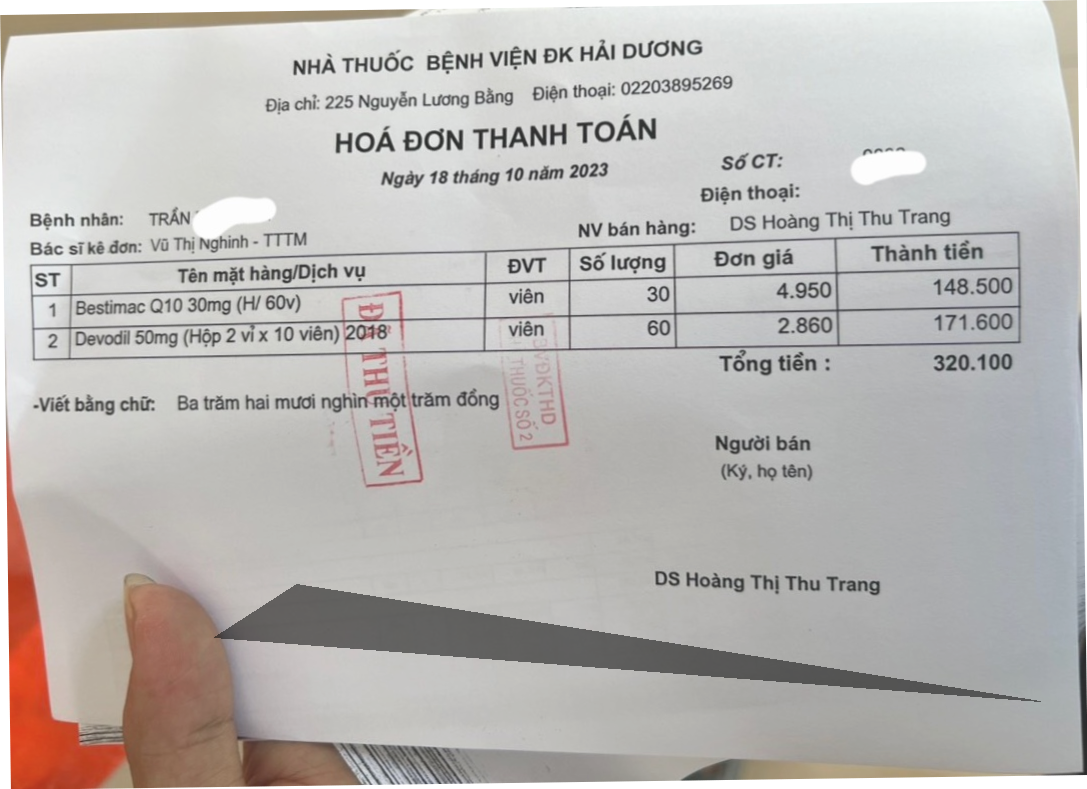 NHÀ THUỐC BỆNH VIỆN ĐK HẢI DƯƠNG
Địa chỉ: 225 Nguyễn Lương Bằng Điện thoại: 02203895269
HOÁ ĐƠN THANH TOÁN
Ngày 18 tháng 10 năm 2023
Số CT:
Điện thoại:
Bệnh nhân: TRẦN
Bác sĩ kê đơn: Vũ Thị Nghinh - TTTM
NV bán hàng: DS Hoàng Thị Thu Trang
ST Tên mặt hàng/Dịch vụ ĐVT Số lượng Đơn giá Thành tiền
1 Bestimac Q10 30mg (H/ 60v) viên 30 4.950 148.500
2 Devodil 50mg (Hộp 2 vỉ x 10 viên) 2018 viên 60 2.860 171.600
Tổng tiền : 320.100
-Viết bằng chữ: Ba trăm hai mươi nghìn một trăm đồng
ĐÃ THU TIỀN
BVĐKTHD
THUỐC SỐ 2
Người bán
(Ký, họ tên)
DS Hoàng Thị Thu Trang